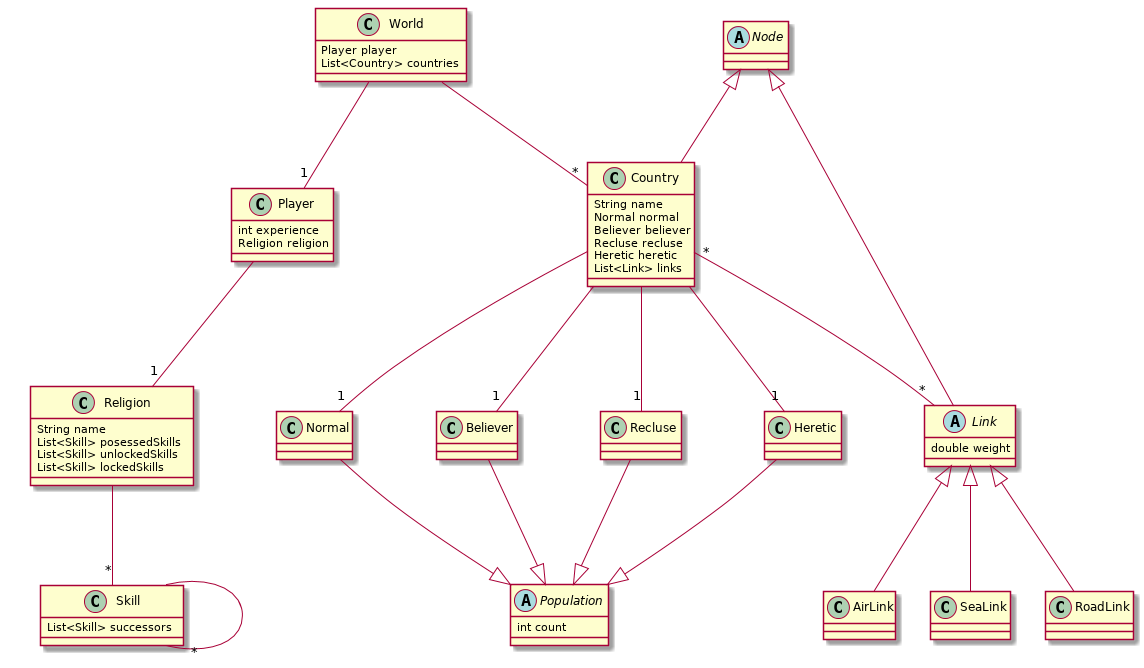 C World
Player player
List<Country> countries
A Node
1
*
C Player
int experience
Religion religion
C Country
String name
Normal normal
Believer believer
Recluse recluse
Heretic heretic
List<Link> links
*
1
1
1
1
1
*
C Religion
String name
List<Skill> posessedSkills
List<Skill> unlockedSkills
List<Skill> lockedSkills
C Normal
C Believer
C Recluse
C Heretic
A Link
double weight
*
C Skill
List<Skill> successors
*
A Population
int count
C AirLink
C SeaLink
C RoadLink